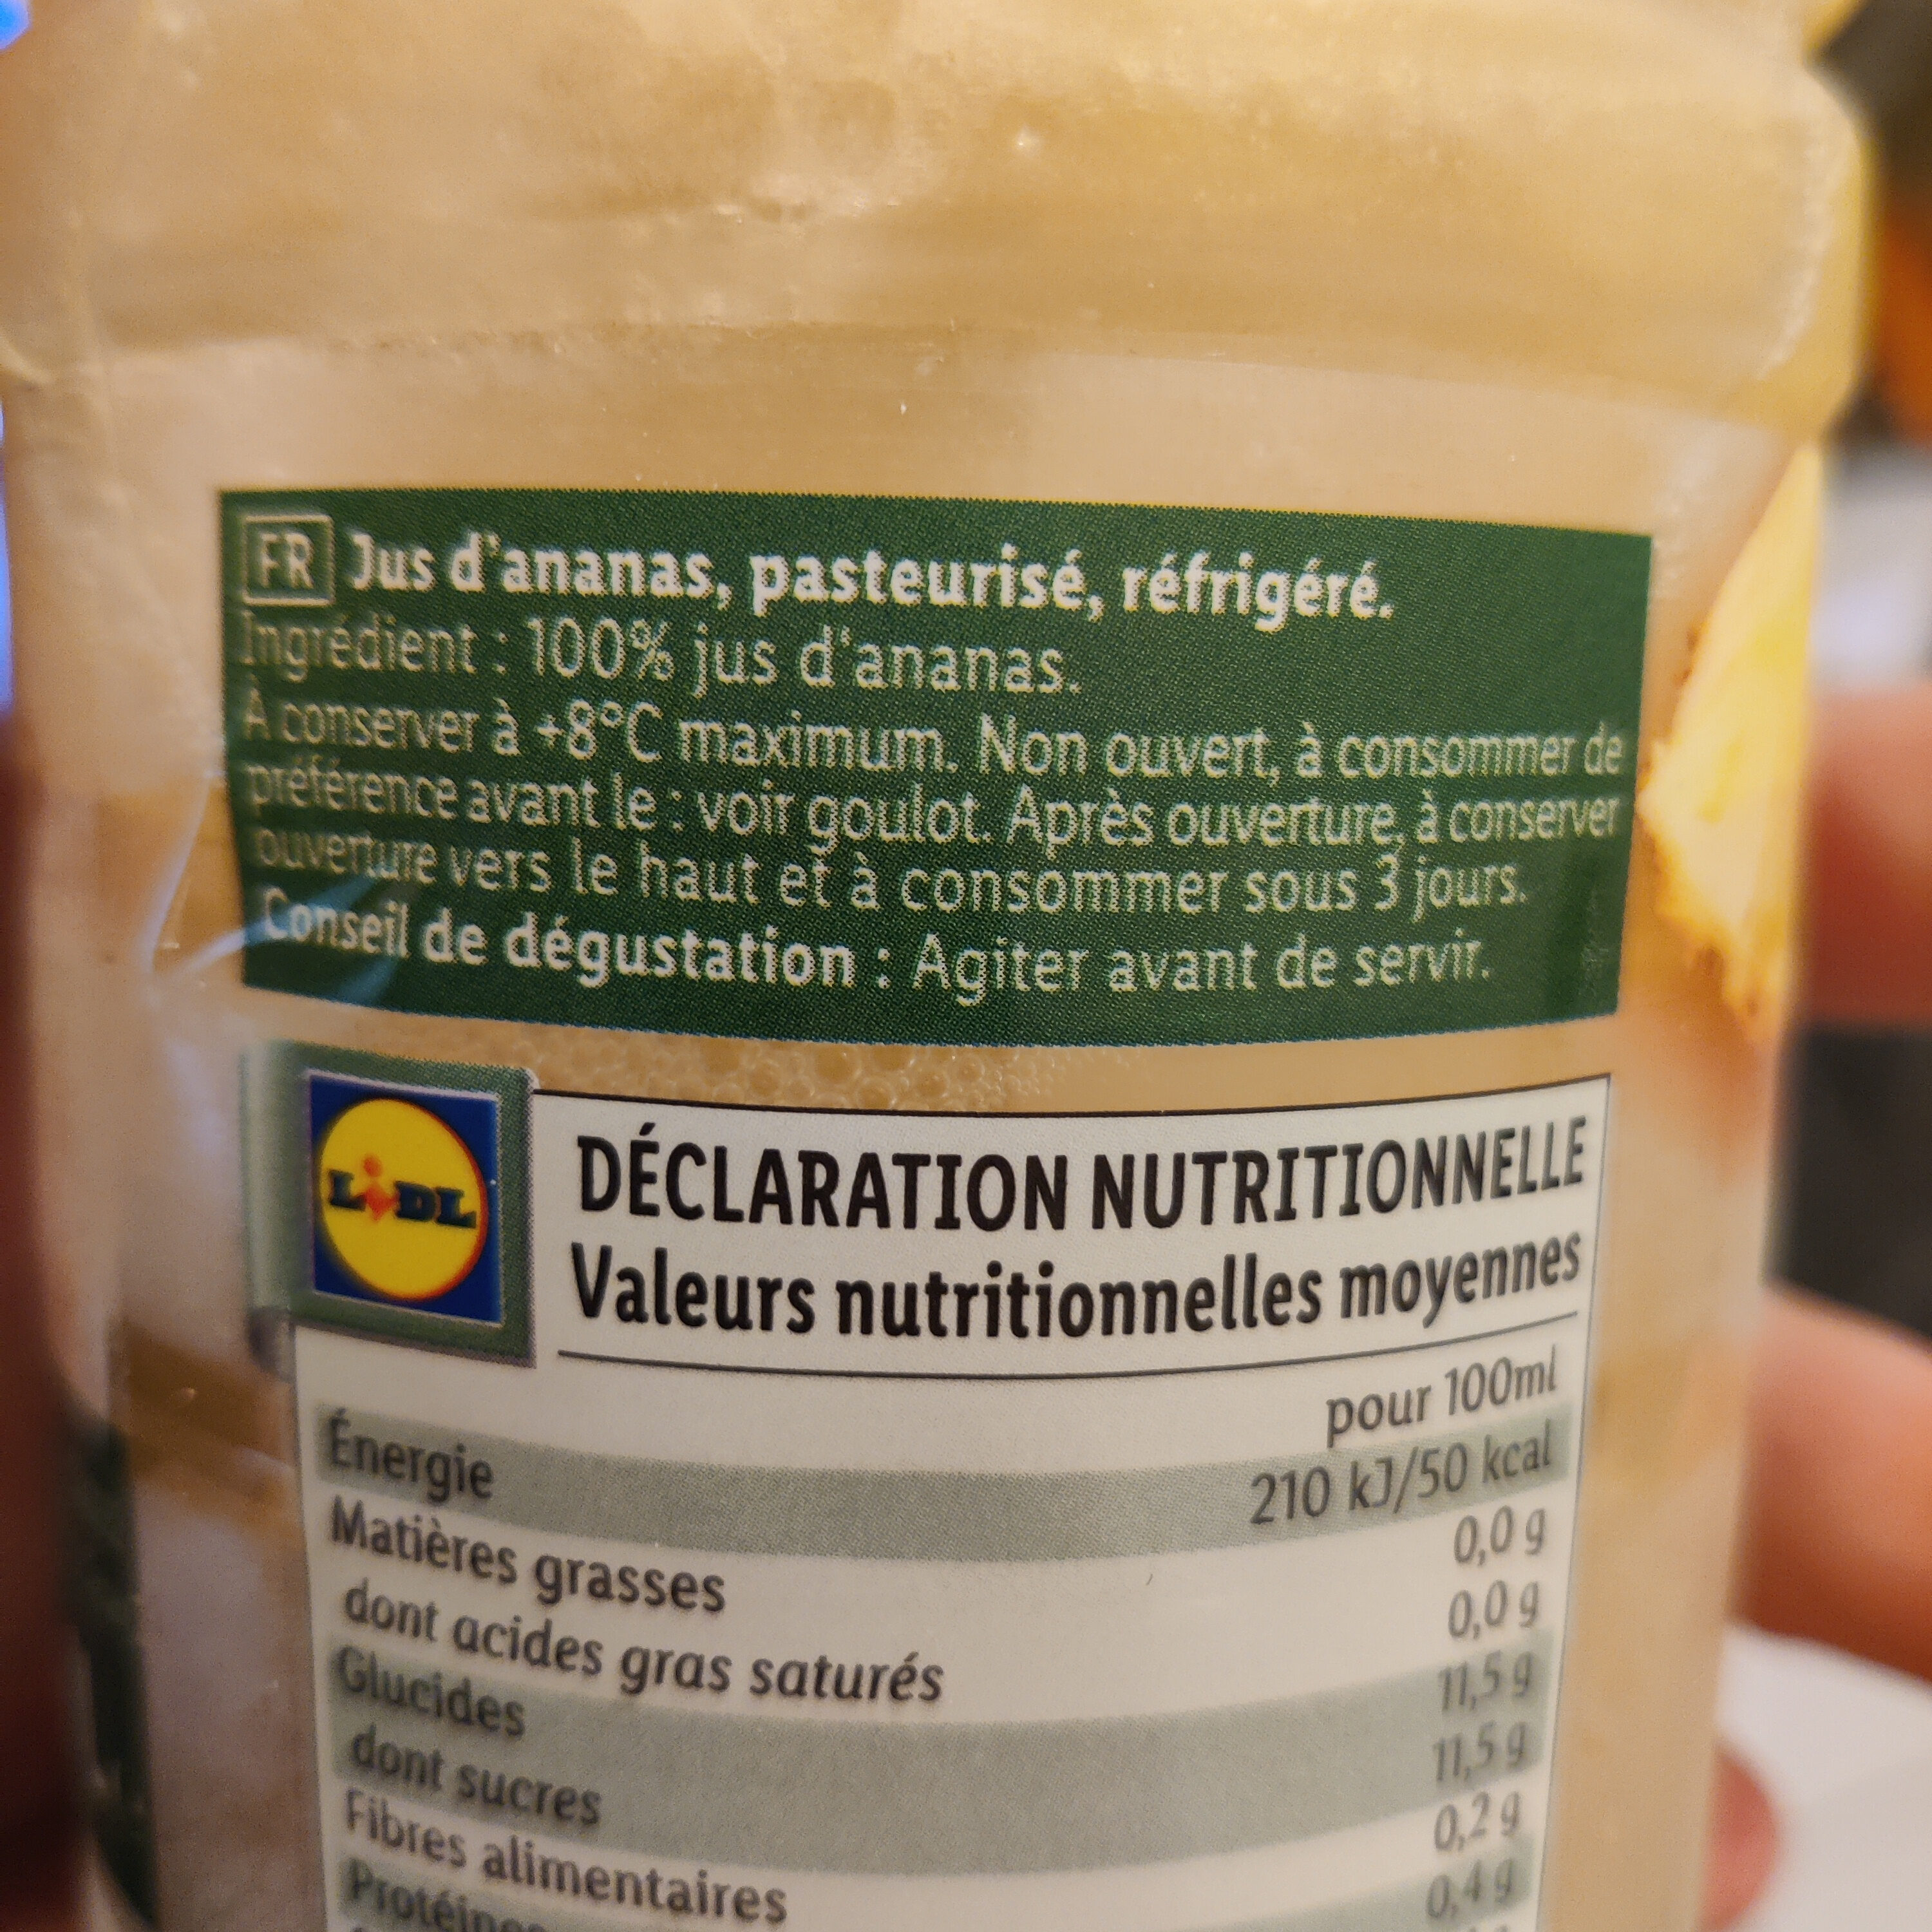 FR Jus d'ananas, pasteurisé, réfrigéré.
Ingrédient : 100% jus d'ananas.
À conserver à +8°C maximum. Non ouvert, à consommer de
préférence avant le : voir goulot. Après ouverture, à conserver
ouverture vers le haut et à consommer sous 3 jours.
Conseil de dégustation : Agiter avant de servir.
LIDL
DÉCLARATION NUTRITIONNELLE
Valeurs nutritionnelles moyennes
pour 100ml
Énergie 210 kJ/50 kcal
Matières grasses 0,0 g
dont acides gras saturés 0,0 g
Glucides 11,5 g
dont sucres 11,5 g
Fibres alimentaires 0,2 g
Protéines 0,4 g